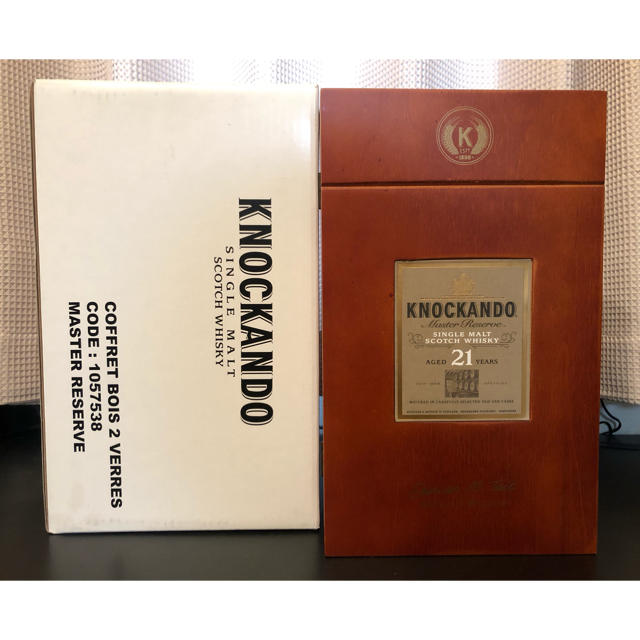 KNOCKANDO
SINGLE MALT
SCOTCH WHISKY
COFFRET BOIS 2 VERRES
CODE : 1057538
MASTER RESERVE
K
EST.
1898
KNOCKANDO
Master Reserve
SINGLE MALT
SCOTCH WHISKY
AGED 21 YEARS